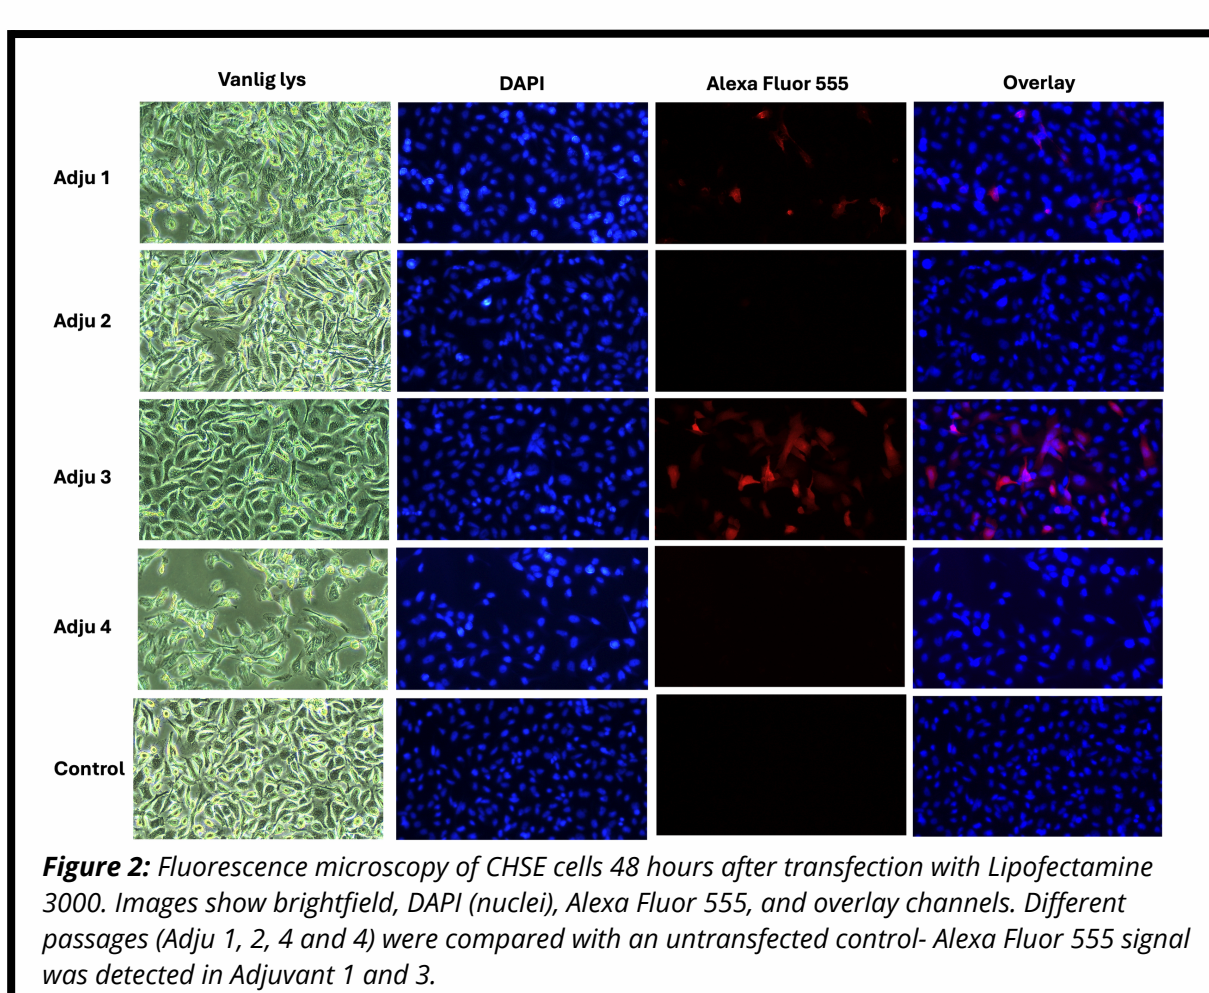 Vanlig lys DAPI Alexa Fluor 555 Overlay
Adju 1
Adju 2
Adju 3
Adju 4
Control
Figure 2: Fluorescence microscopy of CHSE cells 48 hours after transfection with Lipofectamine
3000. Images show brightfield, DAPI (nuclei), Alexa Fluor 555, and overlay channels. Different
passages (Adju 1, 2, 4 and 4) were compared with an untransfected control- Alexa Fluor 555 signal
was detected in Adjuvant 1 and 3.